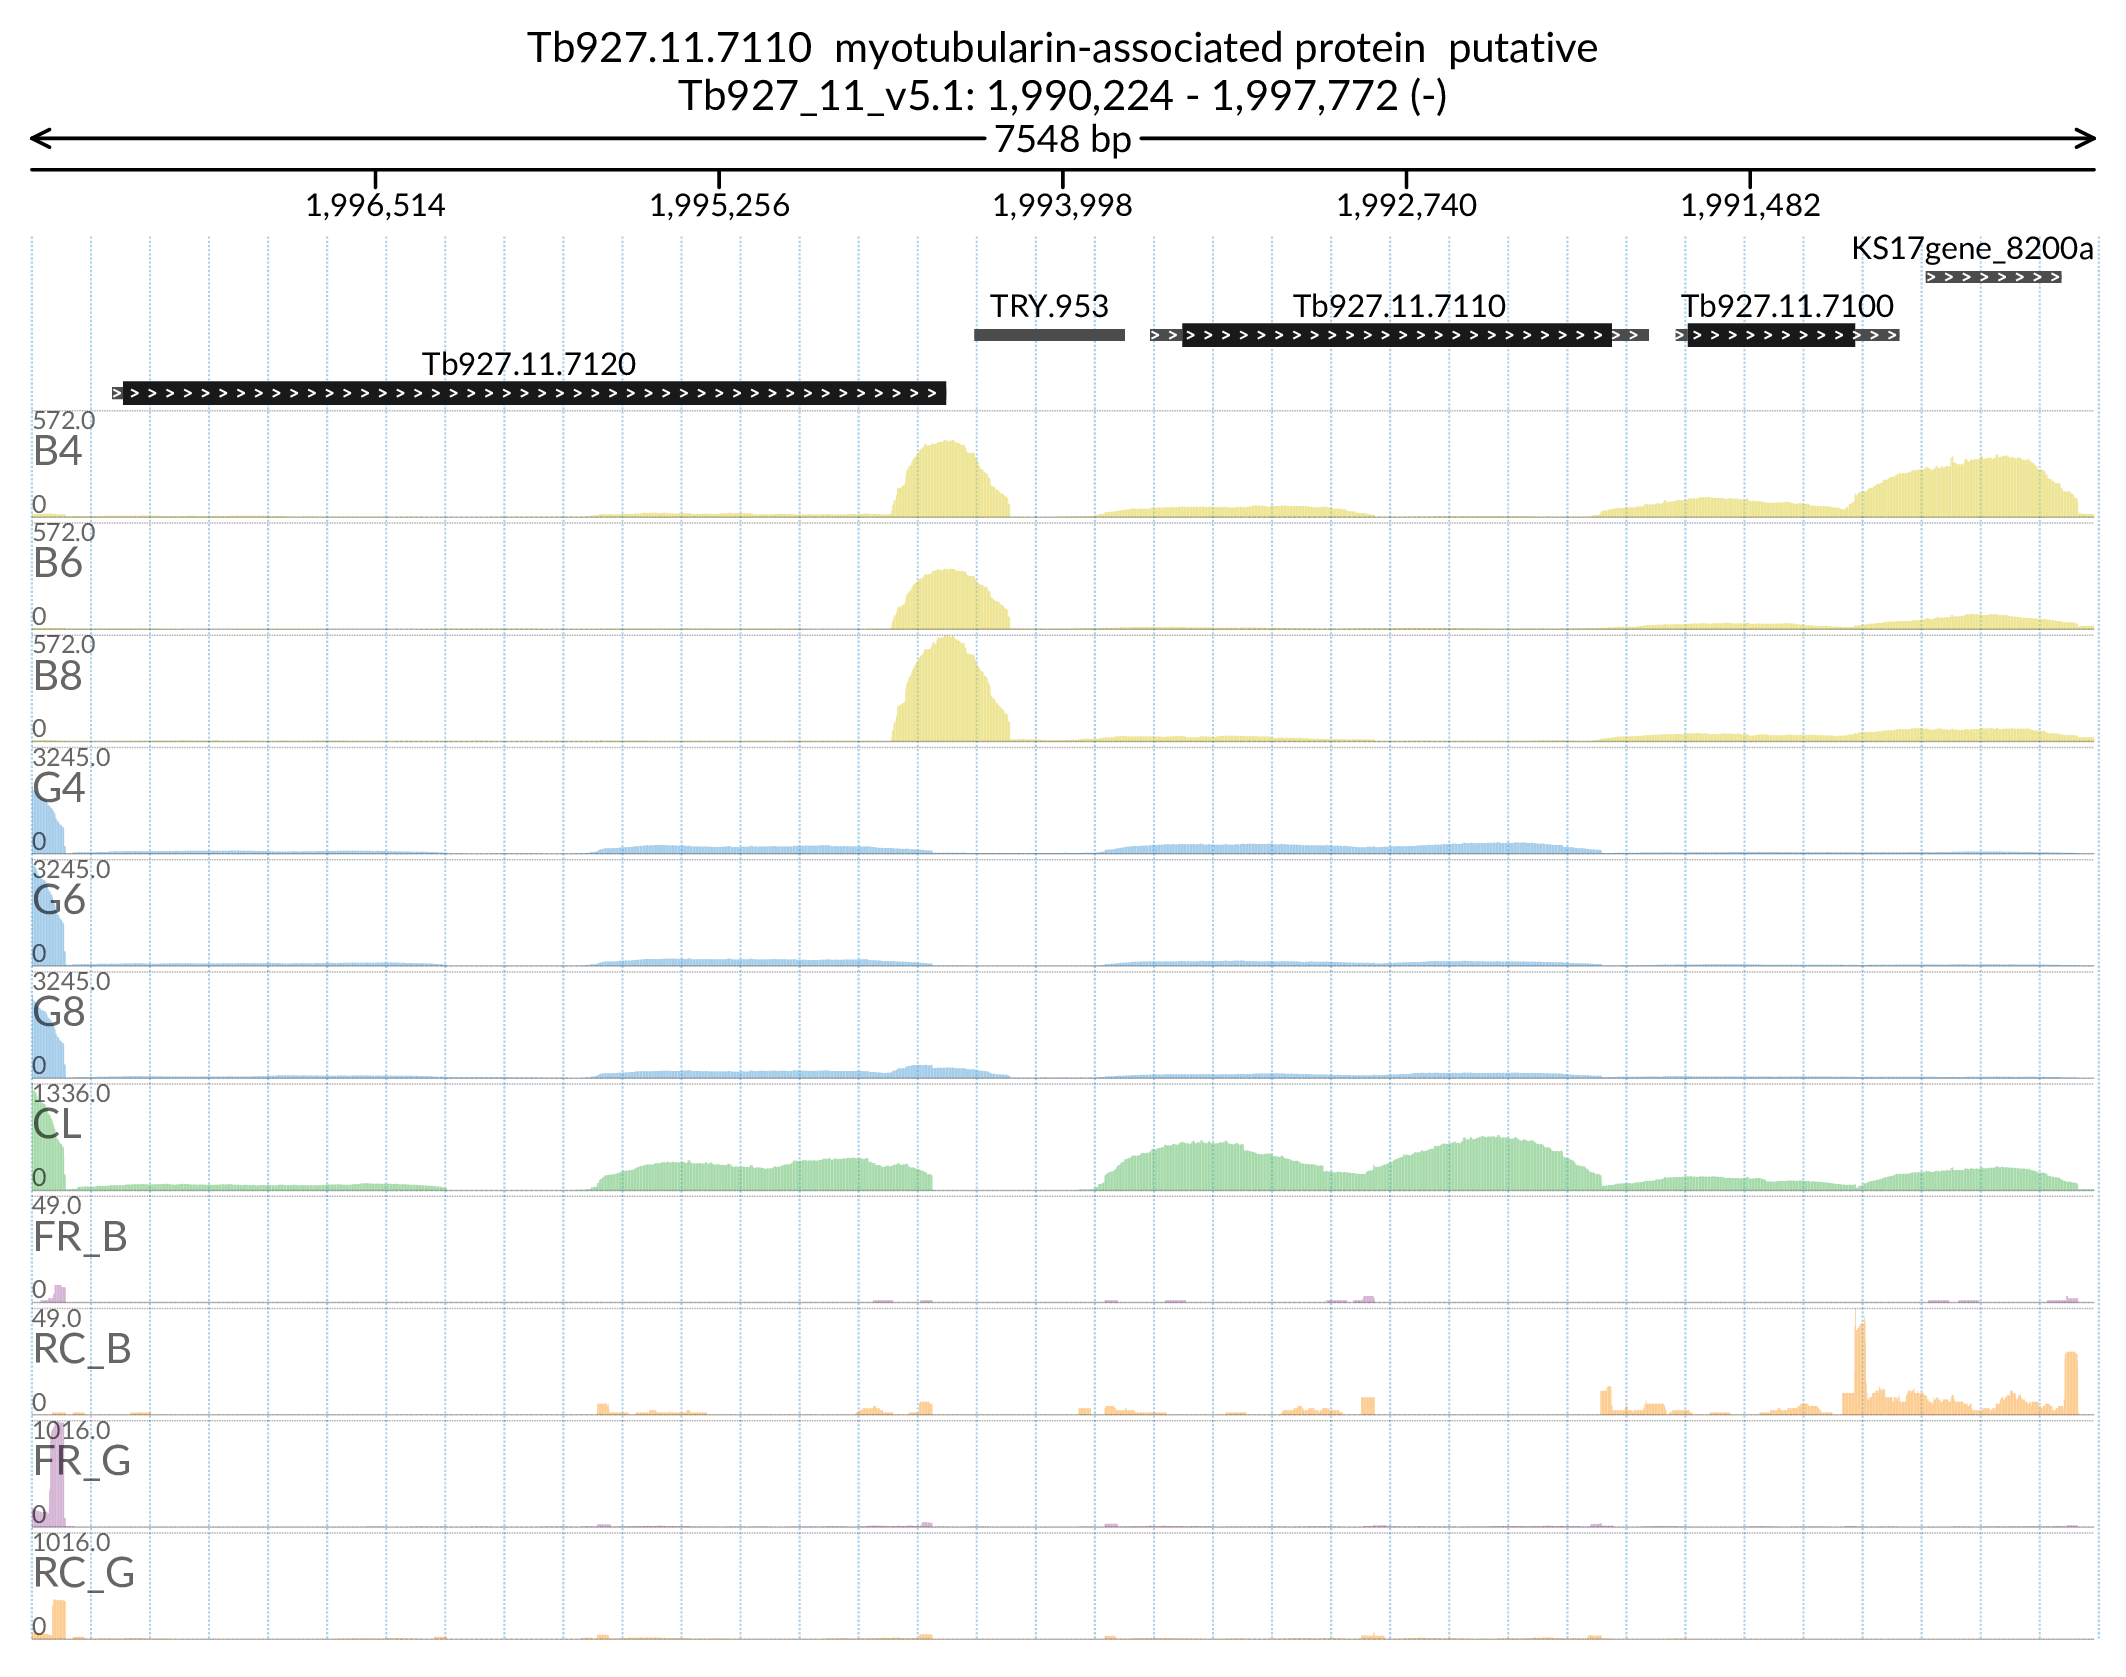 Tb927.11.7110  myotubularin-associated protein  putative
Tb927_11_v5.1: 1,990,224 - 1,997,772 (-)
7548 bp
1,996,514 1,995,256 1,993,998 1,992,740 1,991,482
KS17gene_8200a
TRY.953 Tb927.11.7110 Tb927.11.7100
Tb927.11.7120
572.0
B4
0
572.0
B6
0
572.0
B8
0
3245.0
G4
0
3245.0
G6
0
3245.0
G8
0
1336.0
CL
0
49.0
FR_B
0
49.0
RC_B
0
1016.0
FR_G
0
1016.0
RC_G
0